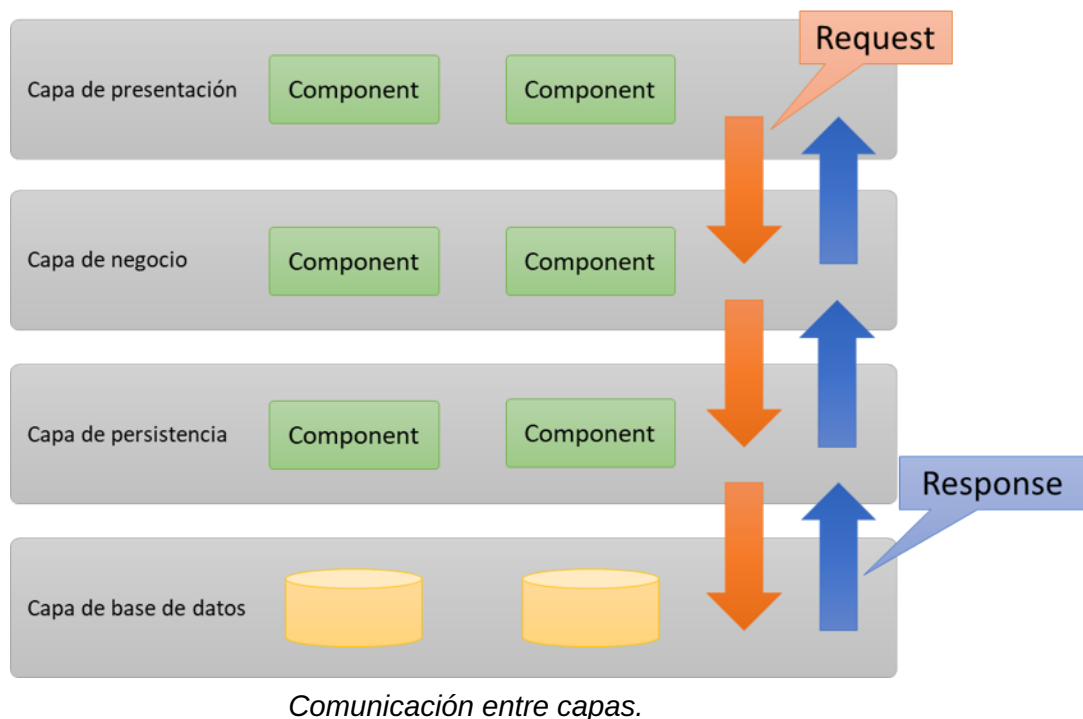 Request
Capa de presentación
Component
Component
Capa de negocio
Component
Component
Capa de persistencia
Component
Component
Response
Capa de base de datos
Comunicación entre capas.